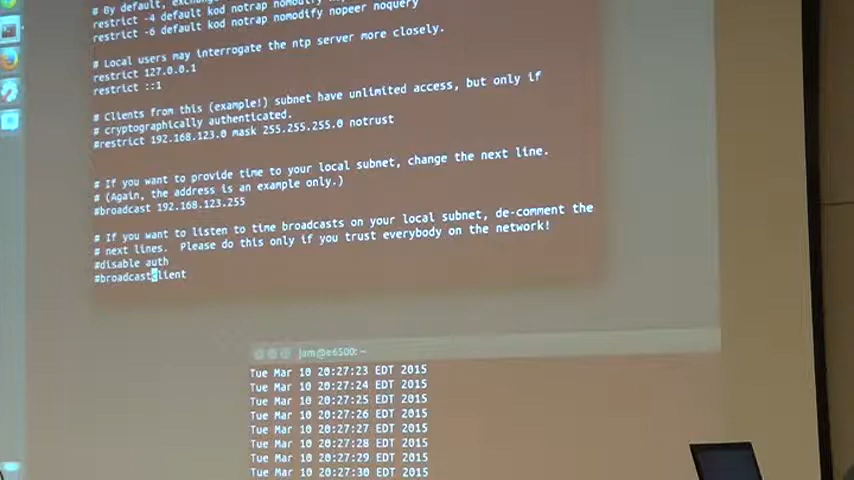 # By default, exchang
restrict -4 default kod notrap nomodify nopeer noquery
restrict -6 default kod notrap nomodify nopeer noquery
# Local users may interrogate the ntp server more closely.
restrict 127.0.0.1
restrict ::1
# Clients from this (example!) subnet have unlimited access, but only if
# cryptographically authenticated.
#restrict 192.168.123.0 mask 255.255.255.0 notrust
# If you want to provide time to your local subnet, change the next line.
# (Again, the address is an example only.)
#broadcast 192.168.123.255
# If you want to listen to time broadcasts on your local subnet, de-comment the
# next lines.  Please do this only if you trust everybody on the network!
#disable auth
#broadcastclient
jam@e6500: ~
Tue Mar 10 20:27:23 EDT 2015
Tue Mar 10 20:27:24 EDT 2015
Tue Mar 10 20:27:25 EDT 2015
Tue Mar 10 20:27:26 EDT 2015
Tue Mar 10 20:27:27 EDT 2015
Tue Mar 10 20:27:28 EDT 2015
Tue Mar 10 20:27:29 EDT 2015
Tue Mar 10 20:27:30 EDT 2015